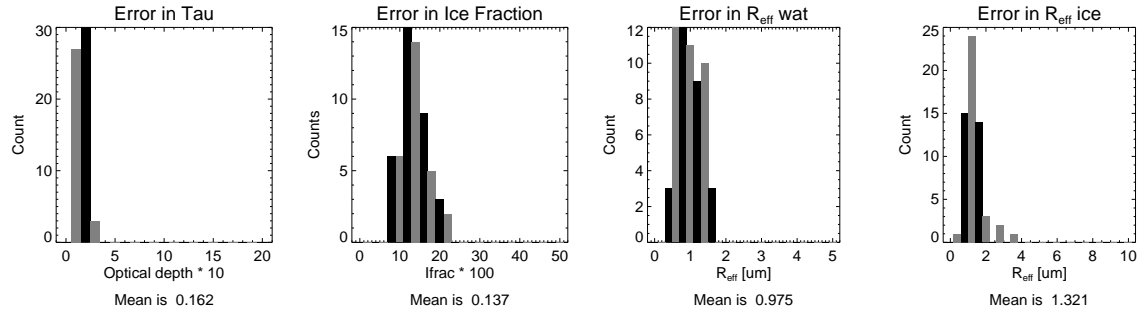 Error in Tau
Error in Ice Fraction
Error in Reff wat
Error in Reff ice
Count
30
20
10
0
0 5 10 15 20
Optical depth * 10
Mean is 0.162
Counts
15
10
5
0
0 10 20 30 40 50
Ifrac * 100
Mean is 0.137
Count
12
10
8
6
4
2
0
0 1 2 3 4 5
Reff [um]
Mean is 0.975
Count
25
20
15
10
5
0
0 2 4 6 8 10
Reff [um]
Mean is 1.321